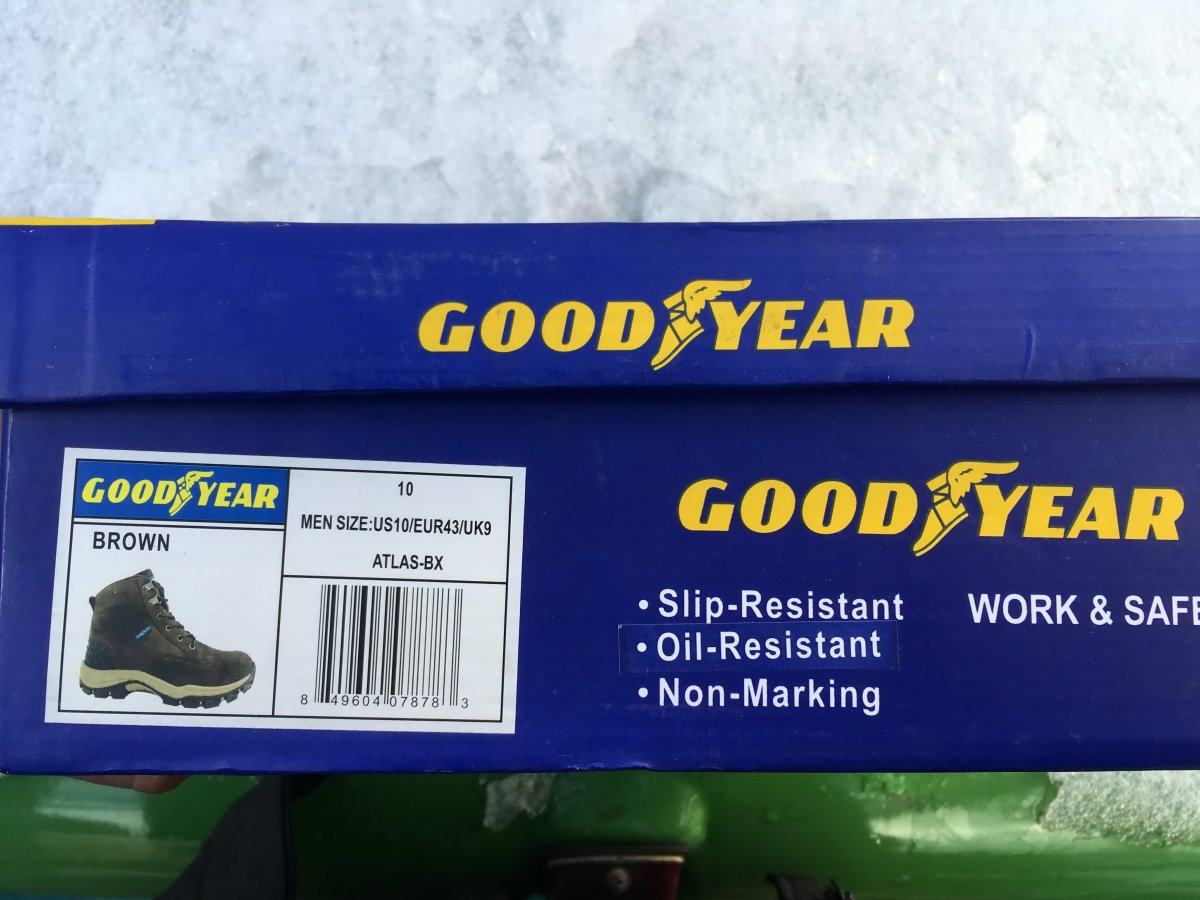 GOODYEAR
GOODYEAR
BROWN
10
MEN SIZE:US10/EUR43/UK9
ATLAS-BX
8 49604 07878 3
GOODYEAR
• Slip-Resistant
• Oil-Resistant
• Non-Marking
WORK & SAFE